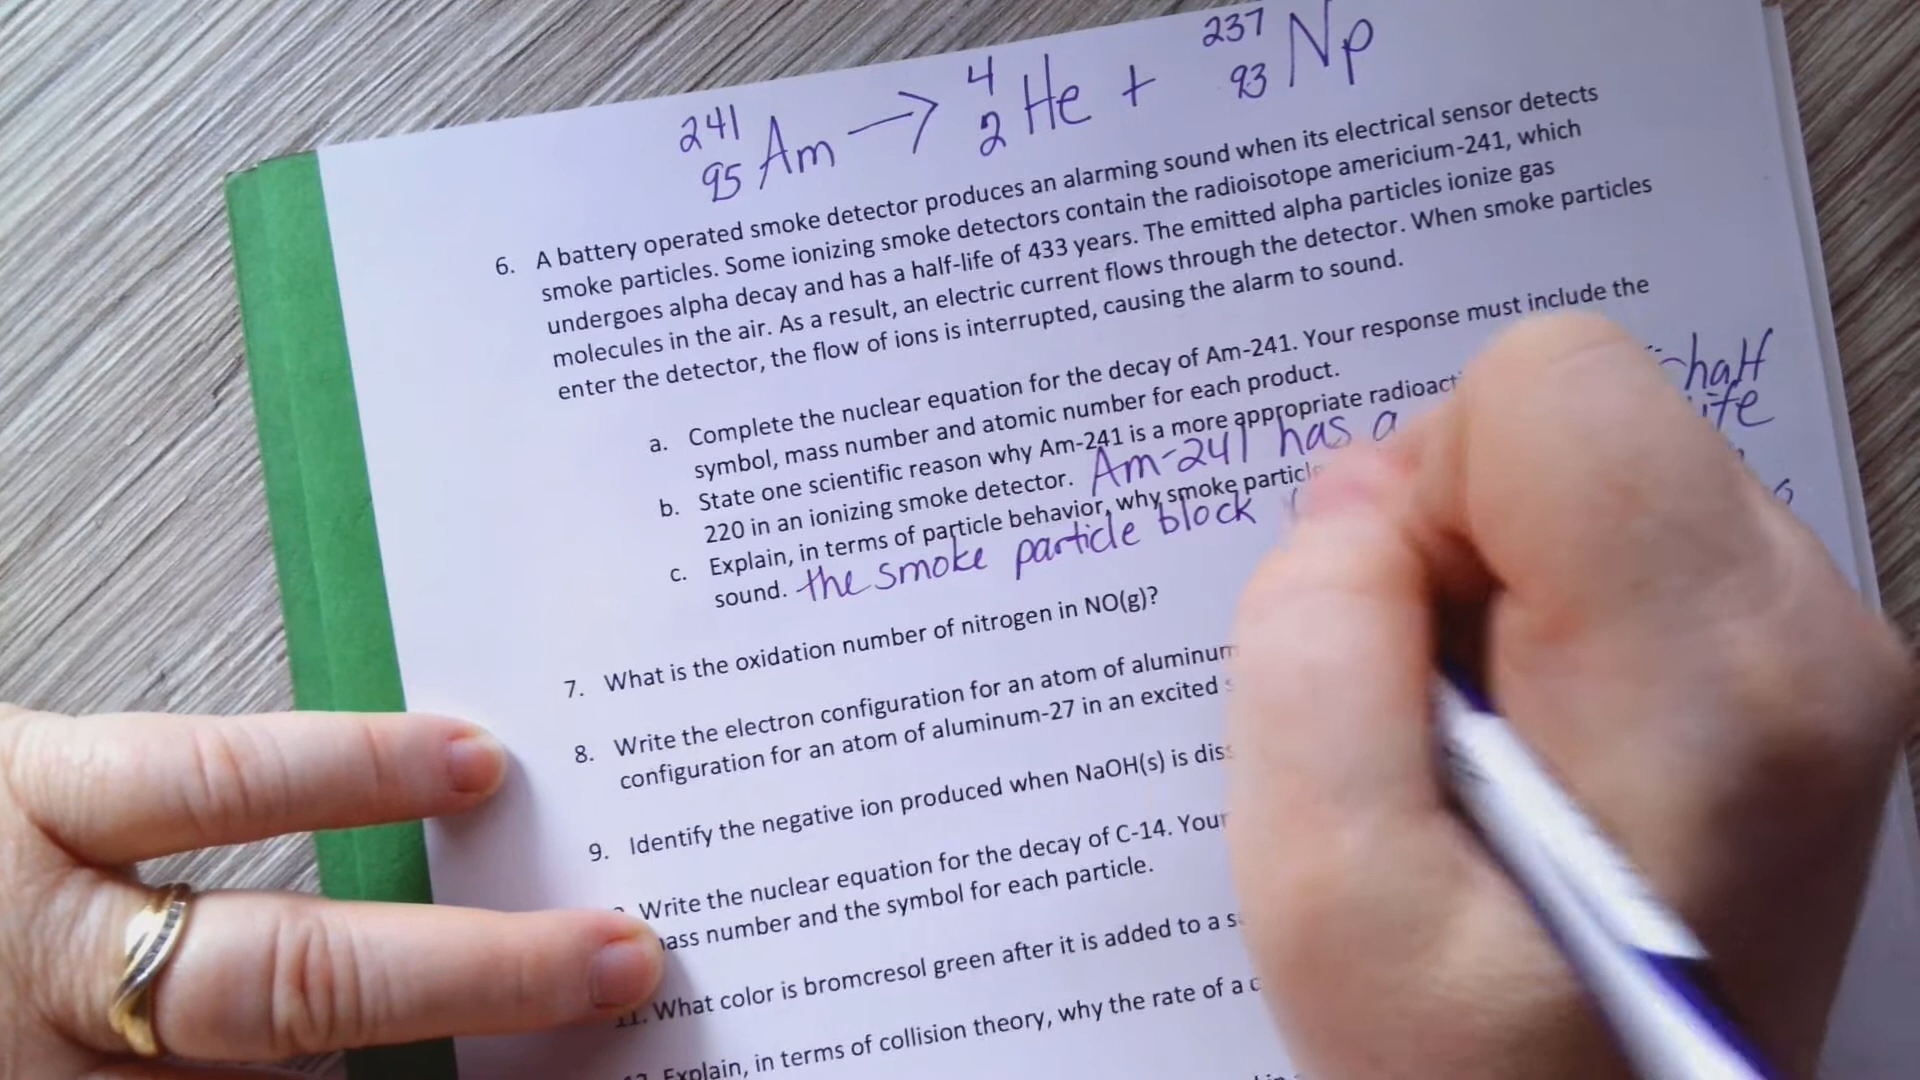 241 95 Am → 4 2 He + 237 93 Np
6. A battery operated smoke detector produces an alarming sound when its electrical sensor detects
smoke particles. Some ionizing smoke detectors contain the radioisotope americium-241, which
undergoes alpha decay and has a half-life of 433 years. The emitted alpha particles ionize gas
molecules in the air. As a result, an electric current flows through the detector. When smoke particles
enter the detector, the flow of ions is interrupted, causing the alarm to sound.
a. Complete the nuclear equation for the decay of Am-241. Your response must include the
symbol, mass number and atomic number for each product.
b. State one scientific reason why Am-241 is a more appropriate
half
220 in an ionizing smoke detector. Am-241 has a
c. Explain, in terms of particle behavior, why smoke
sound. the smoke particle block
7. What is the oxidation number of nitrogen in NO(g)?
8. Write the electron configuration for an atom of
configuration for an atom of aluminum-27 in an excited
9. Identify the negative ion produced when NaOH(s) is
Write the nuclear equation for the decay of C-14.
mass number and the symbol for each particle.
11. What color is bromcresol green after it is added to a
Explain, in terms of collision theory, why the rate of a